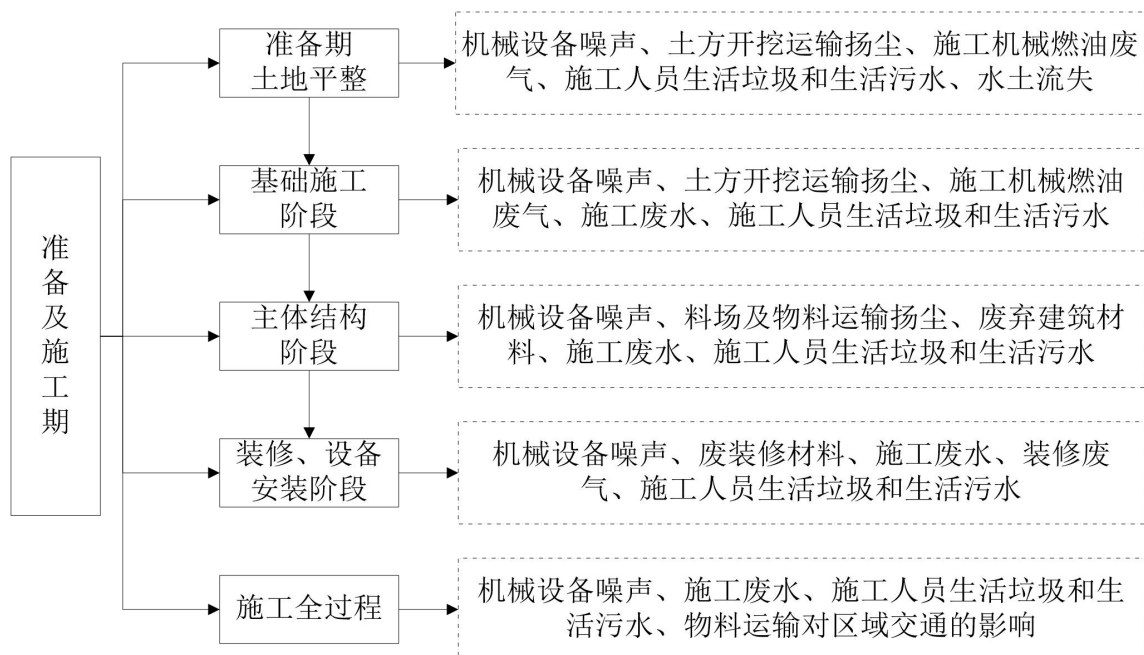 准备及施工期
准备期
土地平整
机械设备噪声、土方开挖运输扬尘、施工机械燃油废
气、施工人员生活垃圾和生活污水、水土流失
基础施工
阶段
机械设备噪声、土方开挖运输扬尘、施工机械燃油
废气、施工废水、施工人员生活垃圾和生活污水
主体结构
阶段
机械设备噪声、料场及物料运输扬尘、废弃建筑材
料、施工废水、施工人员生活垃圾和生活污水
装修、设备
安装阶段
机械设备噪声、废装修材料、施工废水、装修废
气、施工人员生活垃圾和生活污水
施工全过程
机械设备噪声、施工废水、施工人员生活垃圾和生
活污水、物料运输对区域交通的影响